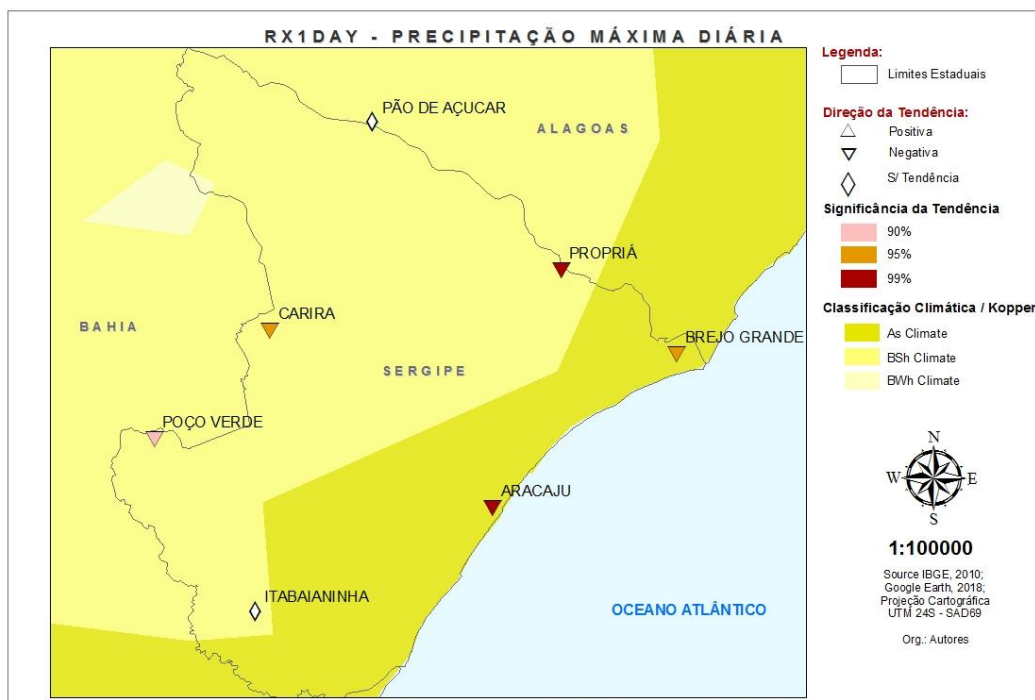 RX1DAY - PRECIPITAÇÃO MÁXIMA DIÁRIA
PÃO DE AÇUCAR
ALAGOAS
PROPRIÁ
CARIRA
BAHIA
BREJO GRANDE
SERGIPE
POÇO VERDE
ARACAJU
ITABAIANINHA
OCEANO ATLÂNTICO
Legenda:
Limites Estaduais
Direção da Tendência:
Positiva
Negativa
S/ Tendência
Significância da Tendência
90%
95%
99%
Classificação Climática / Koppen
As Climate
BSh Climate
BWh Climate
N
W E
S
1:100000
Source IBGE, 2010;
Google Earth, 2018;
Projeção Cartográfica
UTM 24S - SAD69
Org.: Autores